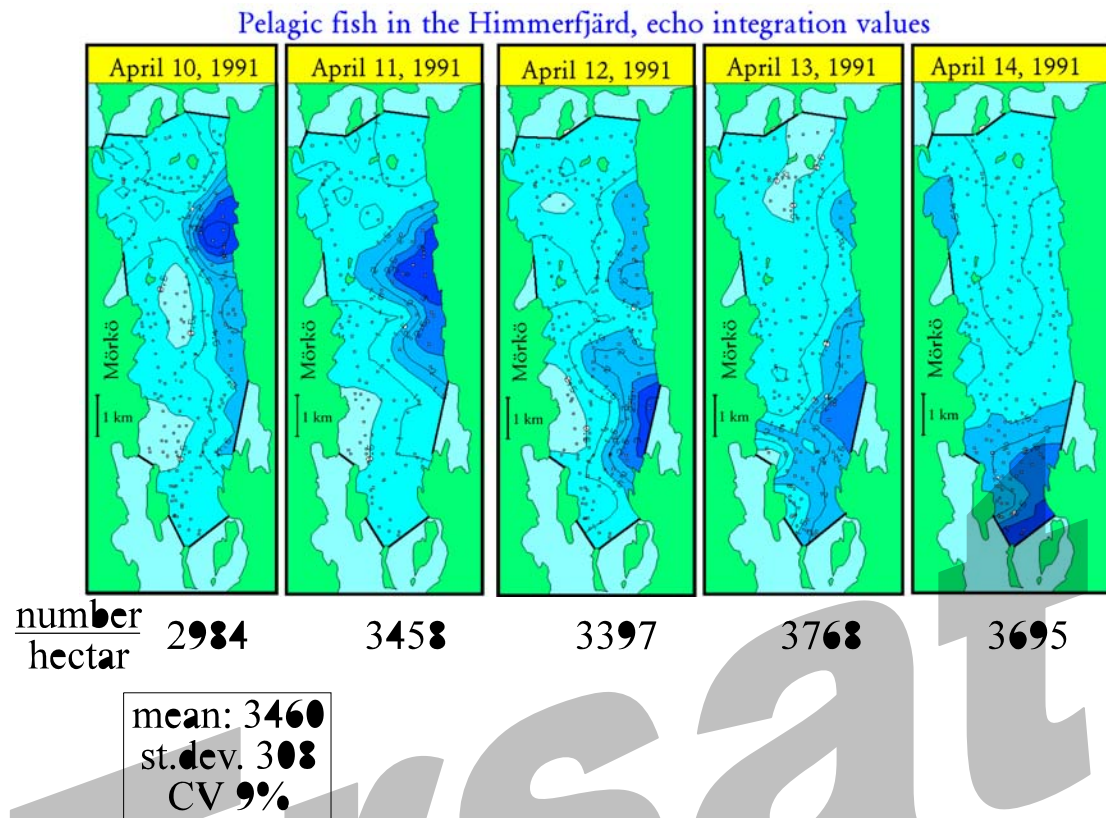 Pelagic fish in the Himmerfjärd, echo integration values
April 10, 1991
April 11, 1991
April 12, 1991
April 13, 1991
April 14, 1991
Mörkö
Mörkö
Mörkö
Mörkö
Mörkö
1 km
1 km
1 km
1 km
1 km
number
hectar
2984
3458
3397
3768
3695
mean: 3460
st.dev. 308
CV 9%